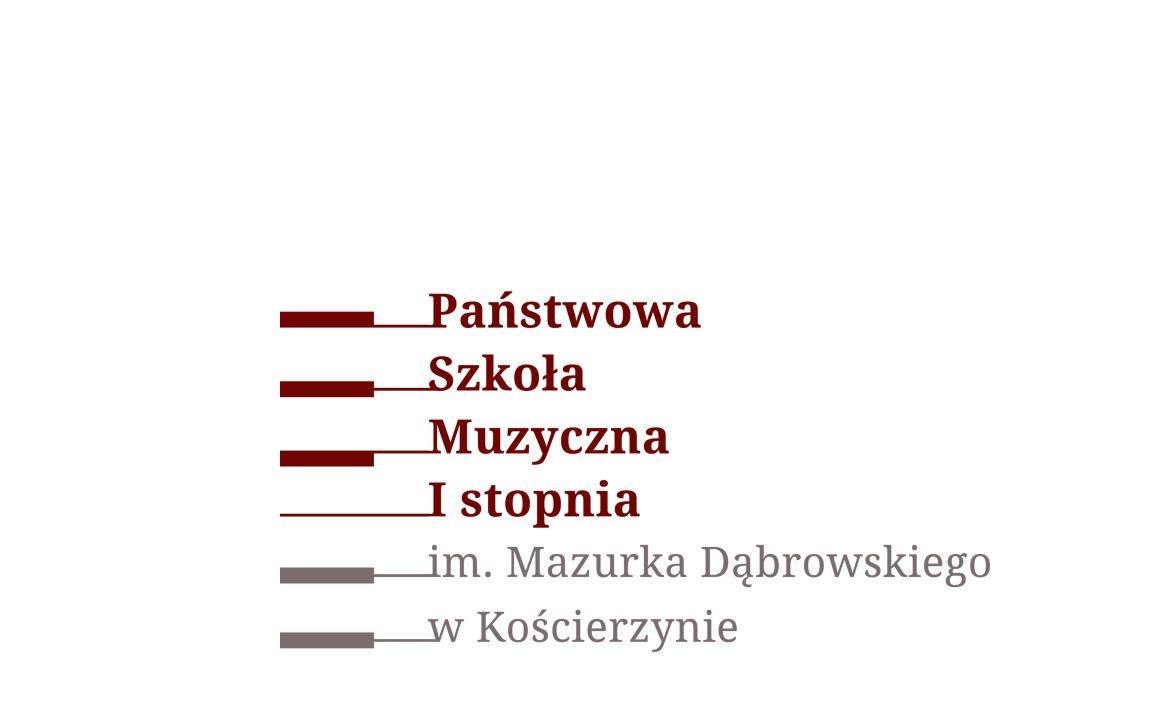 Państwowa
Szkoła
Muzyczna
I stopnia
im. Mazurka Dąbrowskiego
w Kościerzynie